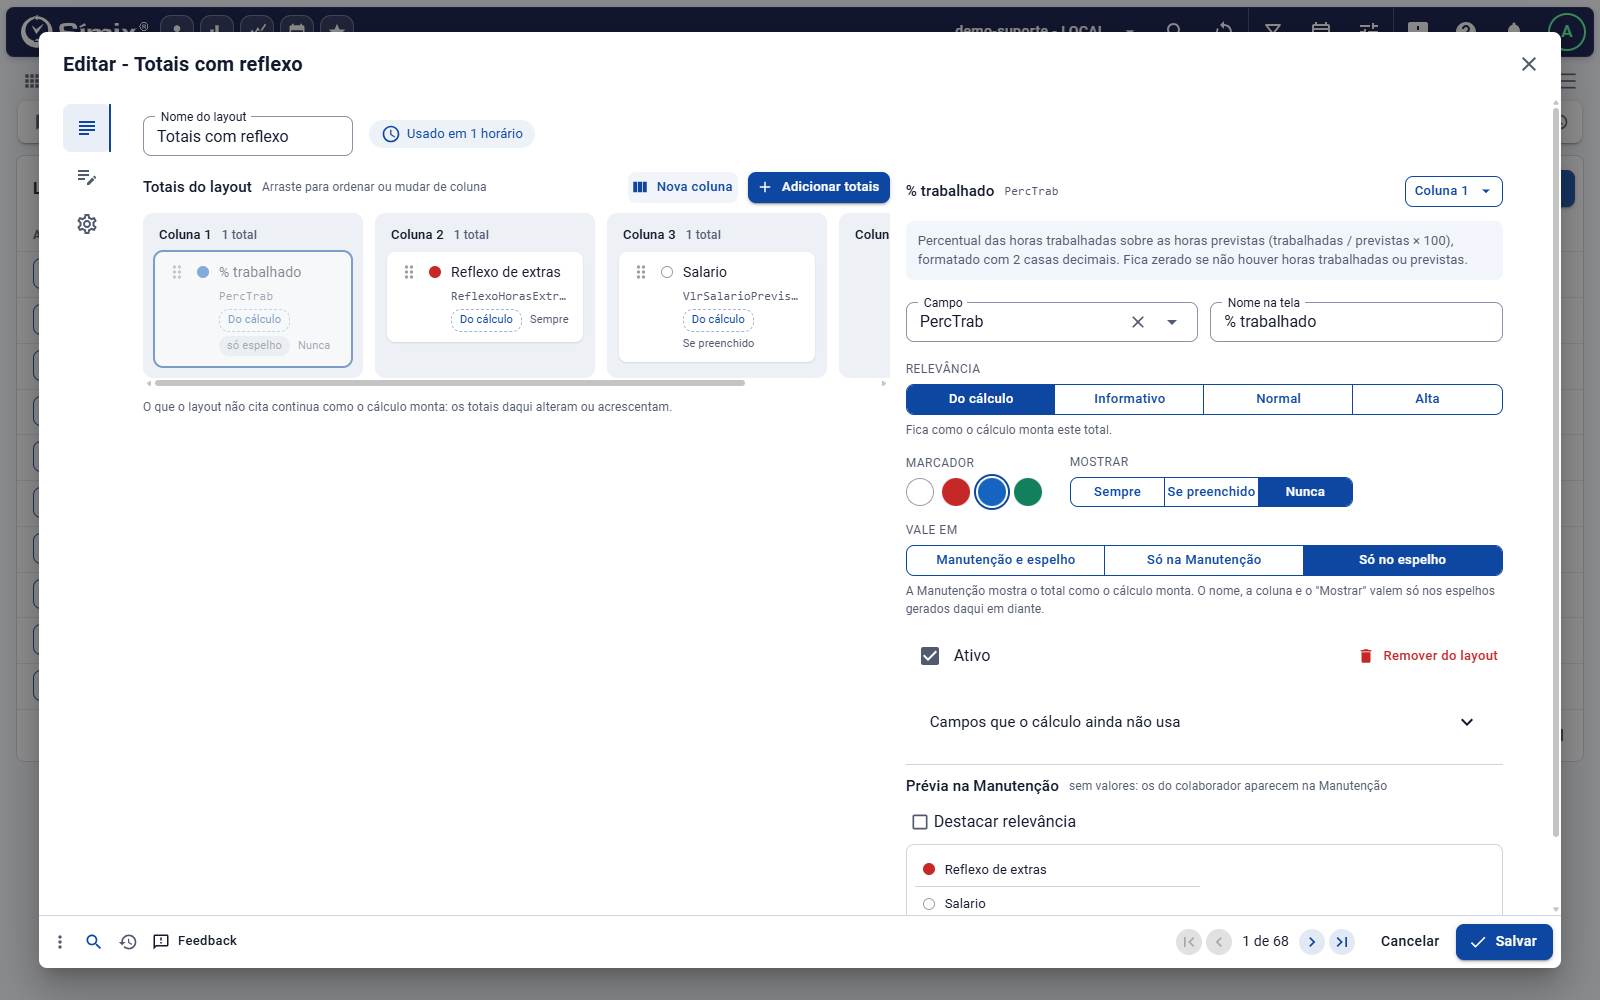 Editar - Totais com reflexo
Nome do layout
Totais com reflexo
Usado em 1 horário
Totais do layout Arraste para ordenar ou mudar de coluna
Nova coluna
Adicionar totais
Coluna 1 1 total
% trabalhado
PercTrab
Do cálculo
só espelho Nunca
Coluna 2 1 total
Reflexo de extras
ReflexoHorasExtr…
Do cálculo Sempre
Coluna 3 1 total
Salario
VlrSalarioPrevis…
Do cálculo
Se preenchido
Colun
O que o layout não cita continua como o cálculo monta: os totais daqui alteram ou acrescentam.
% trabalhado PercTrab
Coluna 1
Percentual das horas trabalhadas sobre as horas previstas (trabalhadas / previstas × 100),
formatado com 2 casas decimais. Fica zerado se não houver horas trabalhadas ou previstas.
Campo
PercTrab
Nome na tela
% trabalhado
RELEVÂNCIA
Do cálculo Informativo Normal Alta
Fica como o cálculo monta este total.
MARCADOR
MOSTRAR
Sempre Se preenchido Nunca
VALE EM
Manutenção e espelho Só na Manutenção Só no espelho
A Manutenção mostra o total como o cálculo monta. O nome, a coluna e o "Mostrar" valem só nos espelhos
gerados daqui em diante.
Ativo
Remover do layout
Campos que o cálculo ainda não usa
Prévia na Manutenção sem valores: os do colaborador aparecem na Manutenção
Destacar relevância
Reflexo de extras
Salario
Feedback
1 de 68
Cancelar
Salvar